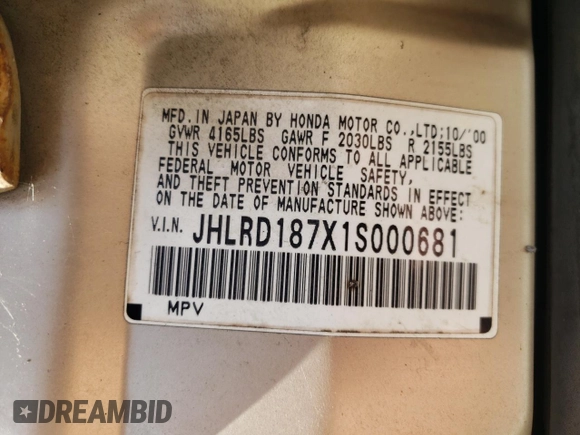 MFD. IN JAPAN BY HONDA MOTOR CO.,LTD;10/'00
GVWR 4165LBS GAWR F 2030LBS R 2155LBS
THIS VEHICLE CONFORMS TO ALL APPLICABLE
FEDERAL MOTOR VEHICLE SAFETY,
AND THEFT PREVENTION STANDARDS IN EFFECT
ON THE DATE OF MANUFACTURE SHOWN ABOVE:
V.I.N. JHLRD187X1S000681
MPV
DREAMBID